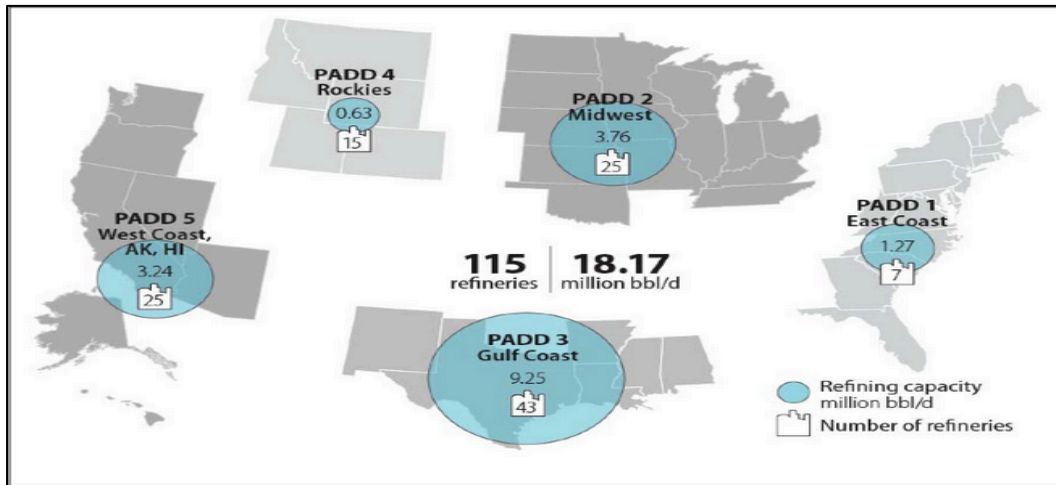 PADD 4
Rockies
0.63
15
PADD 2
Midwest
3.76
25
PADD 1
East Coast
1.27
7
PADD 5
West Coast,
AK, HI
3.24
25
115
refineries
18.17
million bbl/d
PADD 3
Gulf Coast
9.25
43
Refining capacity
million bbl/d
Number of refineries